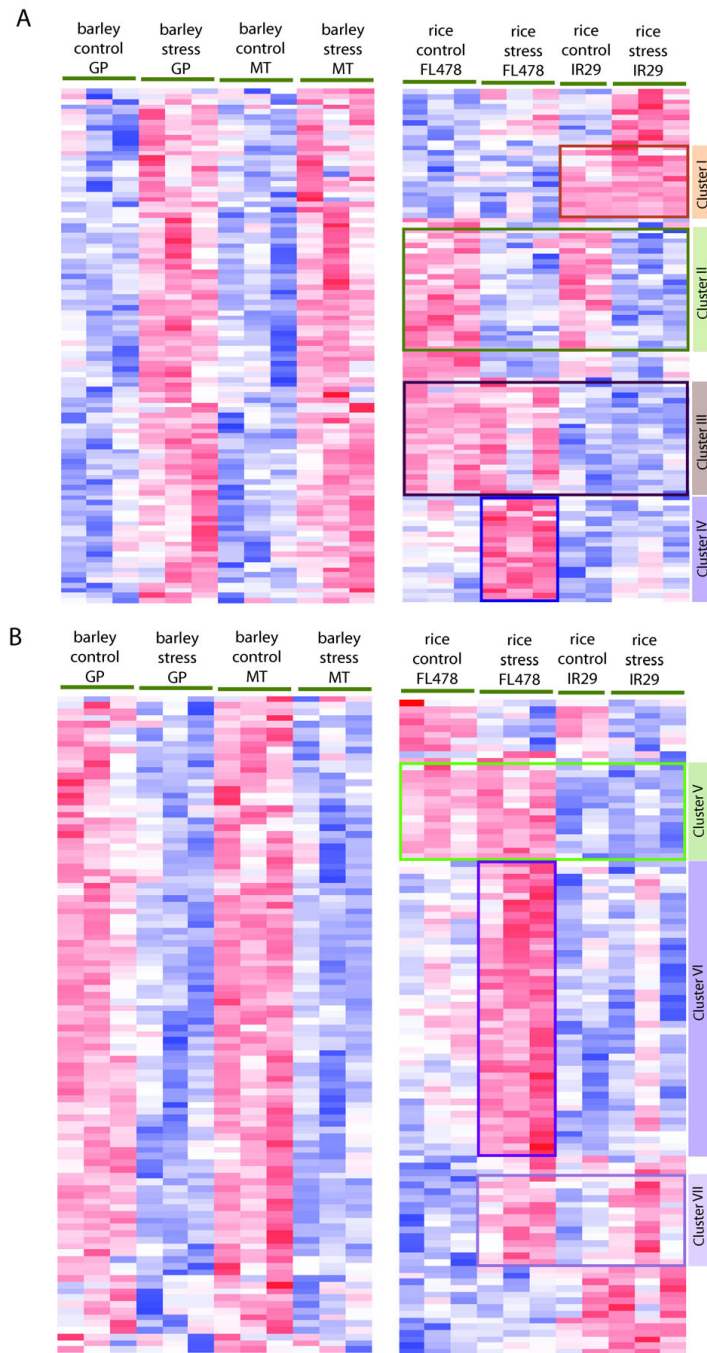 A
barley
control
GP
barley
stress
GP
barley
control
MT
barley
stress
MT
rice
control
FL478
rice
stress
FL478
rice
control
IR29
rice
stress
IR29
Cluster I
Cluster II
Cluster III
Cluster IV
B
barley
control
GP
barley
stress
GP
barley
control
MT
barley
stress
MT
rice
control
FL478
rice
stress
FL478
rice
control
IR29
rice
stress
IR29
Cluster V
Cluster VI
Cluster VII